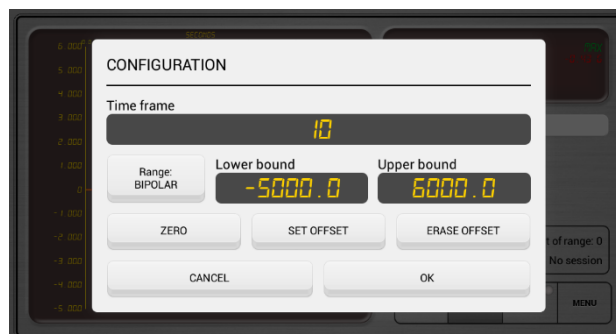 SECONDS
6.000
5.000
4.000
3.000
2.000
1.000
0
-1.000
-2.000
-3.000
-4.000
-5.000
MAX
CONFIGURATION
Time frame
10
Range:
BIPOLAR
Lower bound
Upper bound
-5000.0
6000.0
ZERO
SET OFFSET
ERASE OFFSET
CANCEL
OK
t of range: 0
No session
MENU